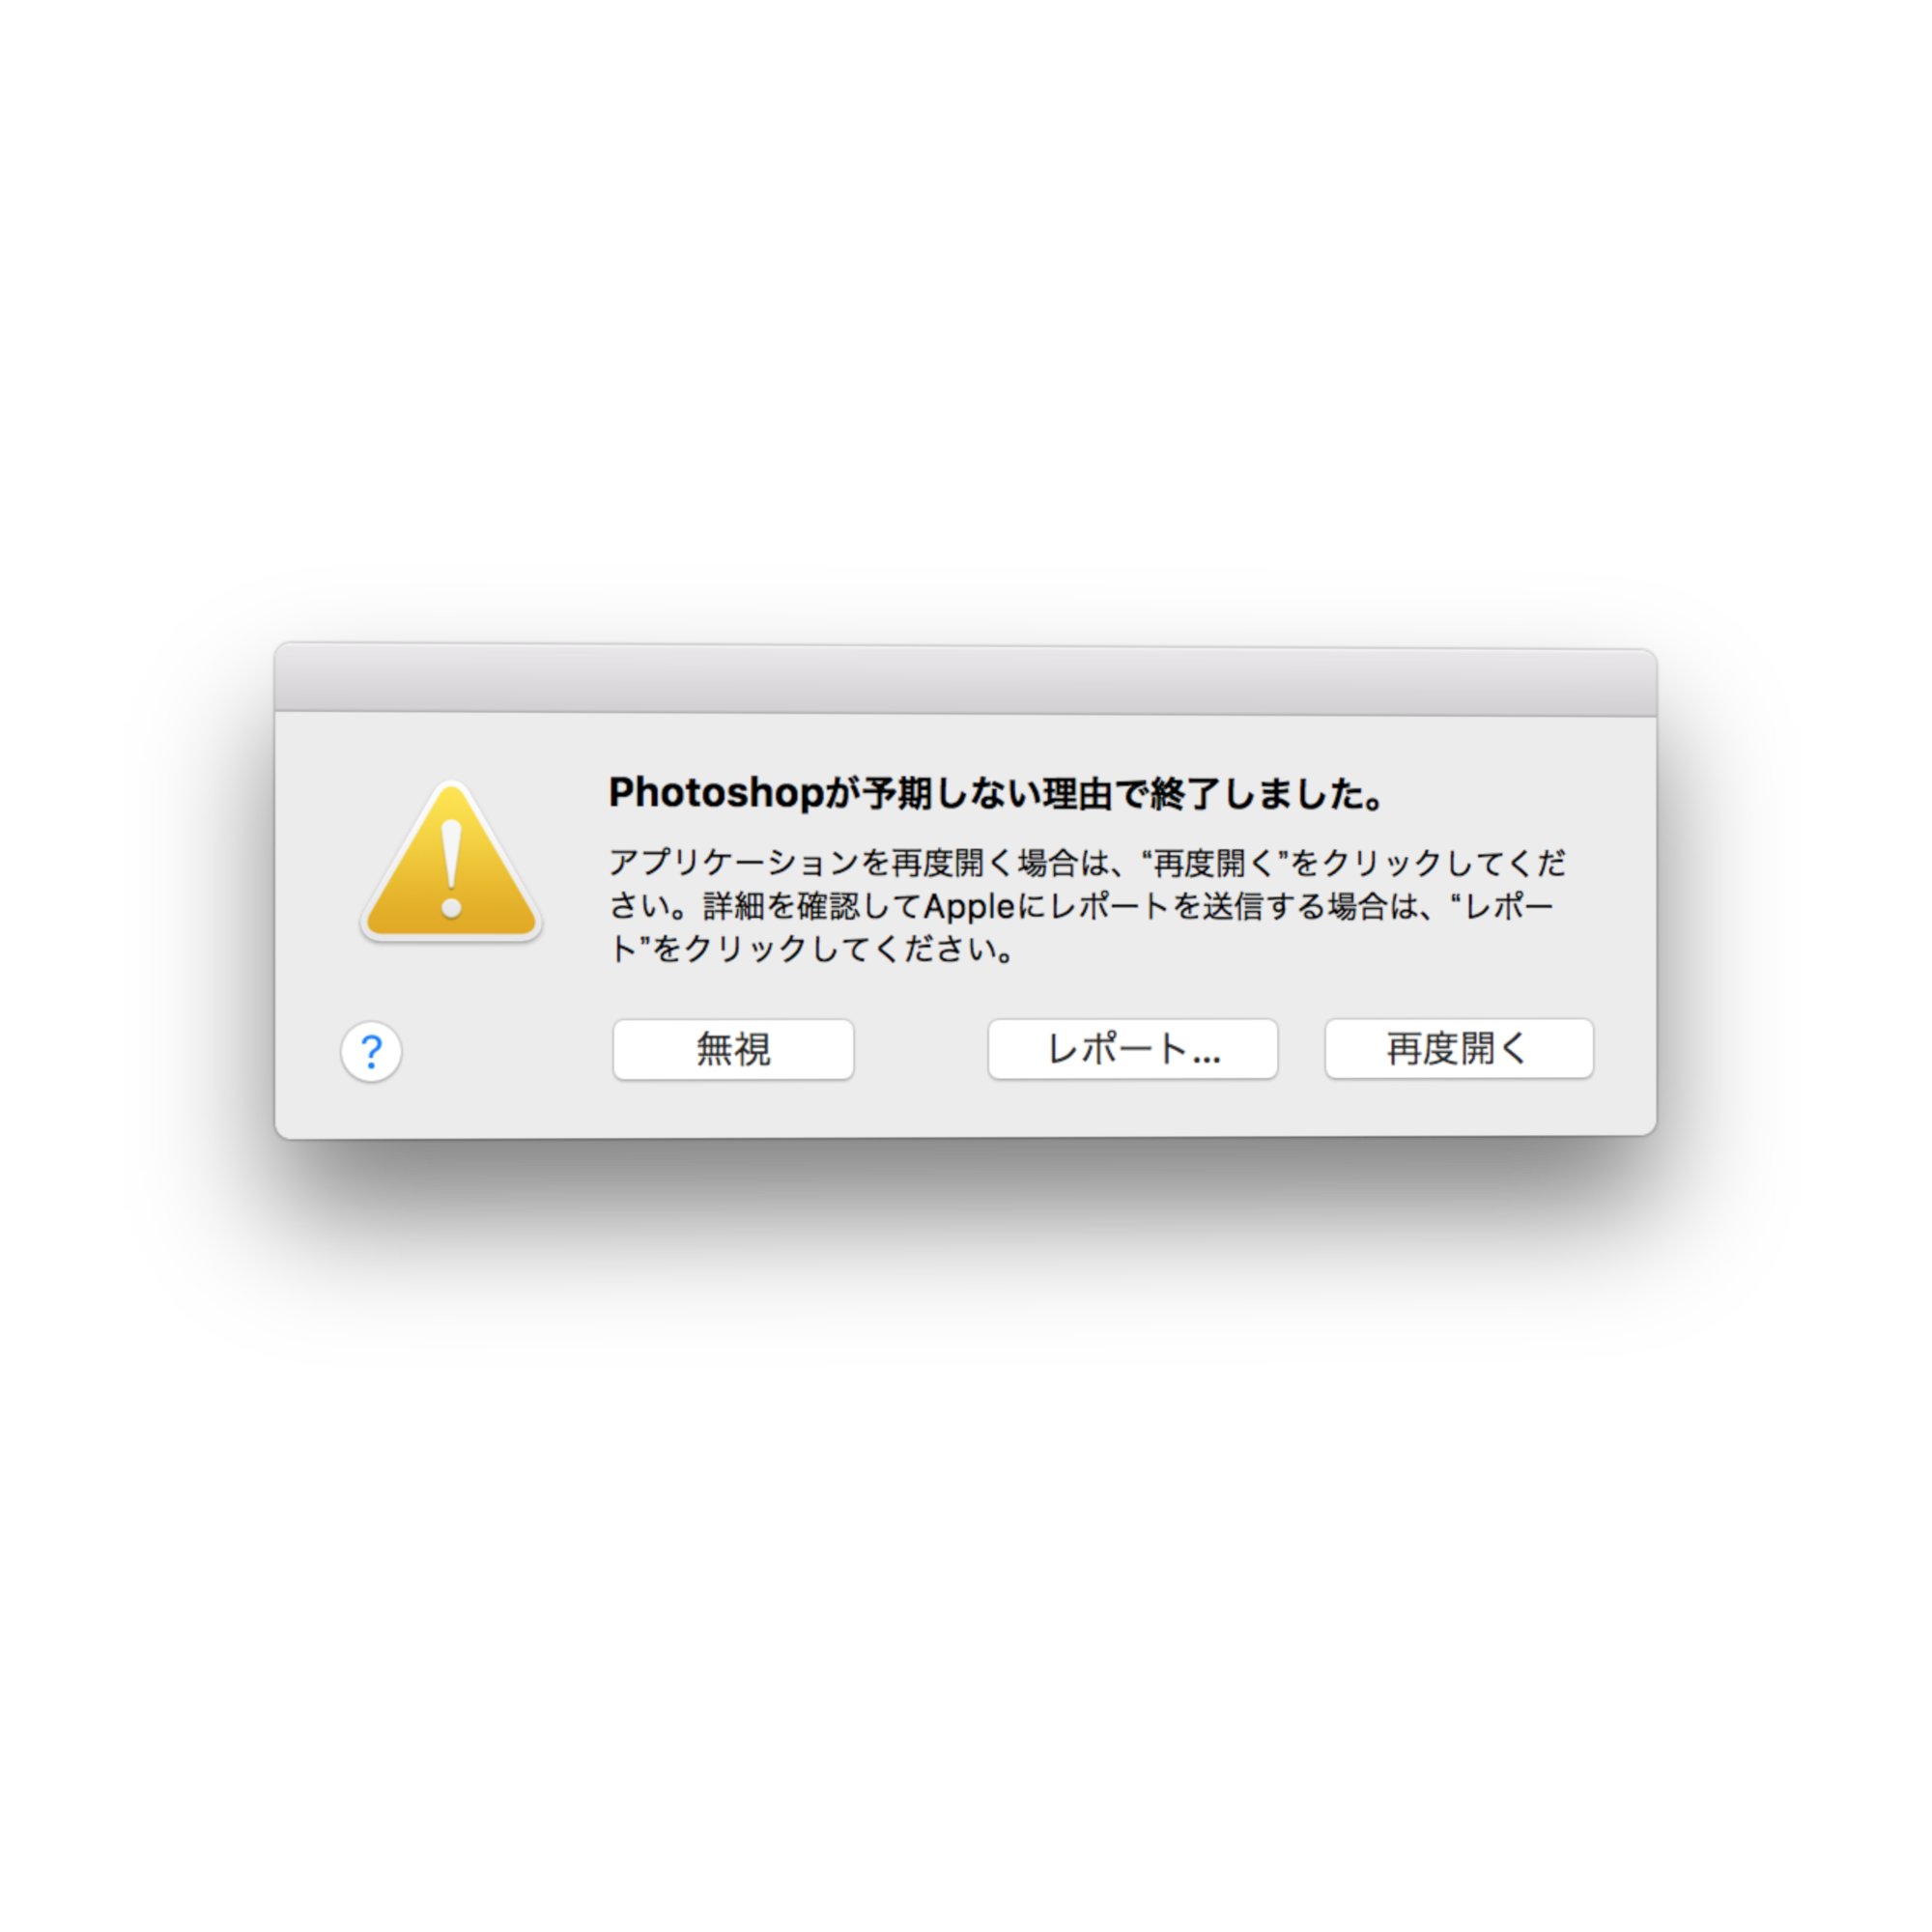 Photoshopが予期しない理由で終了しました。
アプリケーションを再度開く場合は、“再度開く”をクリックしてくだ
さい。詳細を確認してAppleにレポートを送信する場合は、“レポー
ト”をクリックしてください。
?
無視
レポート...
再度開く